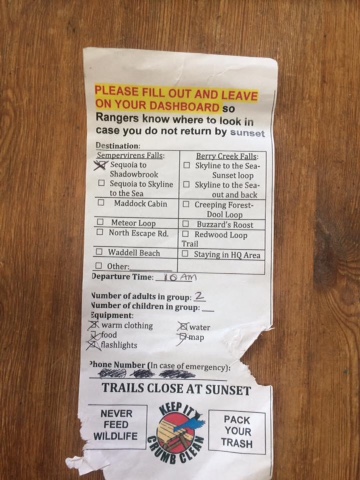 PLEASE FILL OUT AND LEAVE
ON YOUR DASHBOARD so
Rangers know where to look in
case you do not return by sunset
Destination:
Sempervirens Falls:
Sequoia to
Shadowbrook
Sequoia to Skyline
to the Sea
Maddock Cabin
Meteor Loop
North Escape Rd.
Waddell Beach
Other:
Berry Creek Falls:
Skyline to the Sea-
Sunset loop
Skyline to the Sea-
out and back
Creeping Forest-
Dool Loop
Buzzard's Roost
Redwood Loop
Trail
Staying in HQ Area
Departure Time: 10 AM
Number of adults in group: 2
Number of children in group:
Equipment:
warm clothing
water
food
map
flashlights
Phone Number (In case of emergency):
TRAILS CLOSE AT SUNSET
NEVER
FEED
WILDLIFE
KEEP IT
CRUMB CLEAN
PACK
YOUR
TRASH